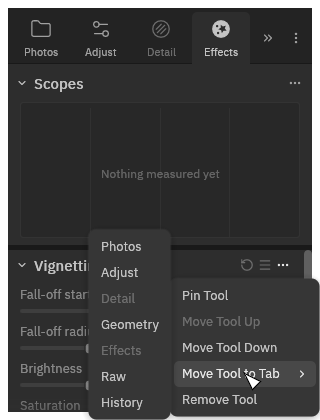 Photos Adjust Detail Effects
Scopes
Nothing measured yet
Vignetti
Fall-off star
Fall-off radi
Brightness
Saturation
Photos
Adjust
Detail
Geometry
Effects
Raw
History
Pin Tool
Move Tool Up
Move Tool Down
Move Tool to Tab
Remove Tool